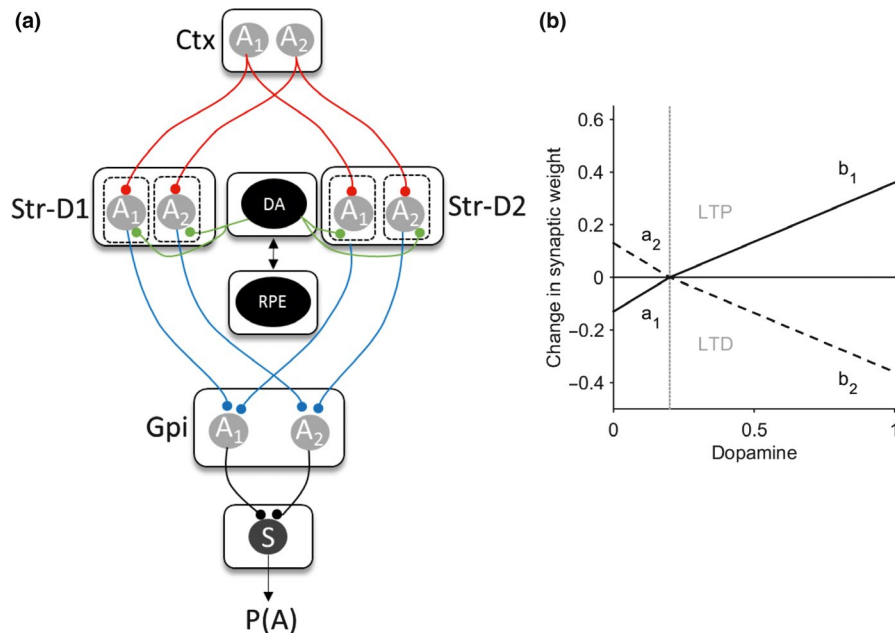 (a)
Ctx
A1 A2
Str-D1
A1 A2
DA
A1 A2
Str-D2
RPE
Gpi
A1 A2
S
P(A)
(b)
Change in synaptic weight
0.6
0.4
0.2
0
−0.2
−0.4
a2
a1
LTP
LTD
b1
b2
0 0.5 1
Dopamine